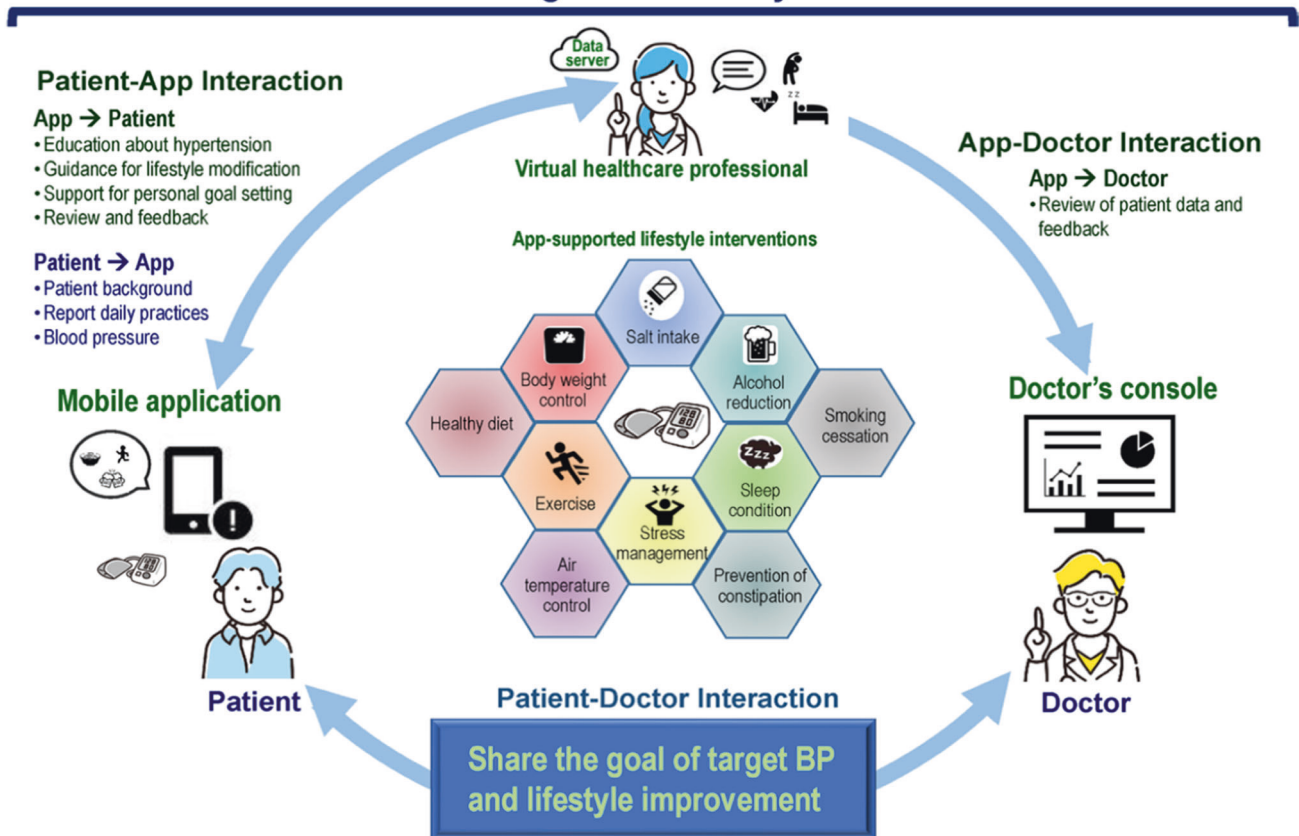 Data
server
Patient-App Interaction
App → Patient
• Education about hypertension
• Guidance for lifestyle modification
• Support for personal goal setting
• Review and feedback
Patient → App
• Patient background
• Report daily practices
• Blood pressure
Virtual healthcare professional
zz
App-Doctor Interaction
App → Doctor
• Review of patient data and
feedback
App-supported lifestyle interventions
Salt intake
Body weight
control
Alcohol
reduction
Healthy diet
Smoking
cessation
Exercise
ZZZ
Sleep
condition
Stress
management
Air
temperature
control
Prevention of
constipation
Mobile application
Patient
Doctor's console
Doctor
Patient-Doctor Interaction
Share the goal of target BP
and lifestyle improvement